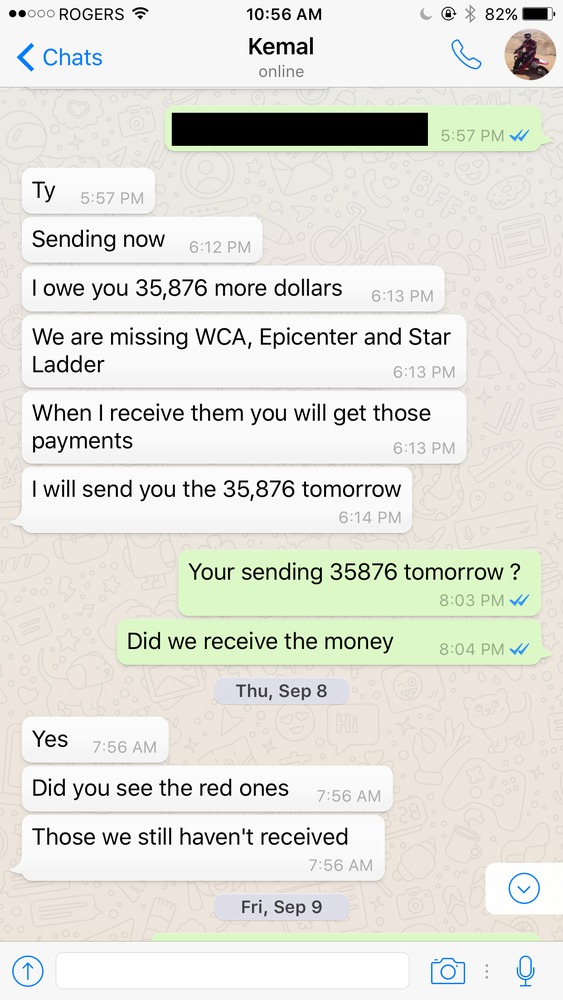 ROGERS 10:56 AM 82%
Chats Kemal
online
5:57 PM
Ty 5:57 PM
Sending now 6:12 PM
I owe you 35,876 more dollars 6:13 PM
We are missing WCA, Epicenter and Star
Ladder 6:13 PM
When I receive them you will get those
payments 6:13 PM
I will send you the 35,876 tomorrow
6:14 PM
Your sending 35876 tomorrow ?
8:03 PM
Did we receive the money 8:04 PM
Thu, Sep 8
Yes 7:56 AM
Did you see the red ones 7:56 AM
Those we still haven't received
7:56 AM
Fri, Sep 9